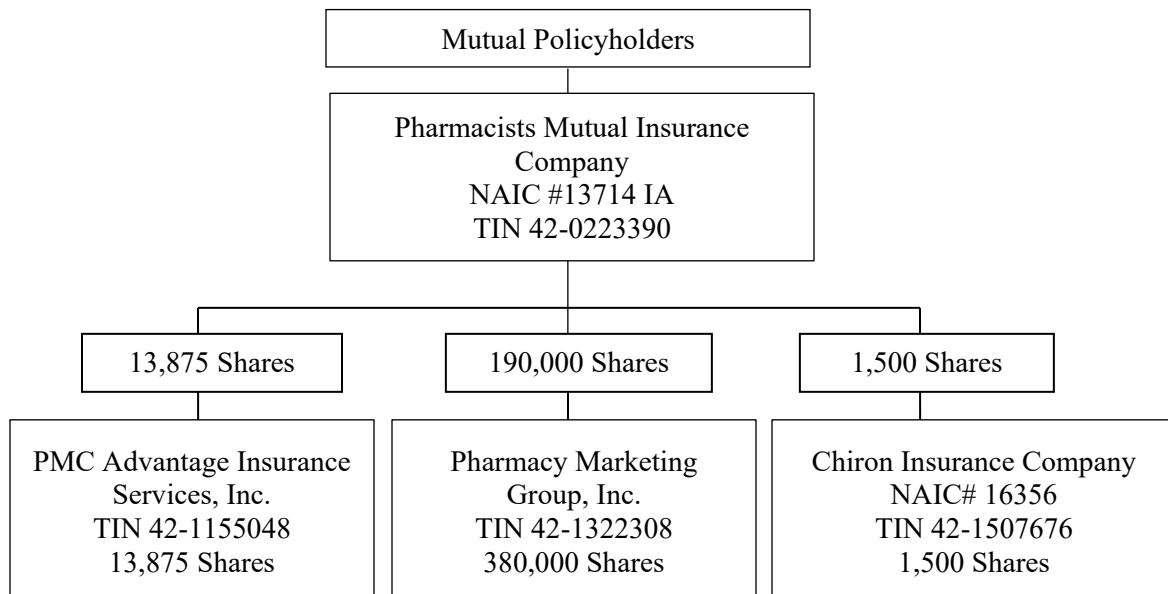 Mutual Policyholders
Pharmacists Mutual Insurance
Company
NAIC #13714 IA
TIN 42-0223390
13,875 Shares
190,000 Shares
1,500 Shares
PMC Advantage Insurance
Services, Inc.
TIN 42-1155048
13,875 Shares
Pharmacy Marketing
Group, Inc.
TIN 42-1322308
380,000 Shares
Chiron Insurance Company
NAIC# 16356
TIN 42-1507676
1,500 Shares